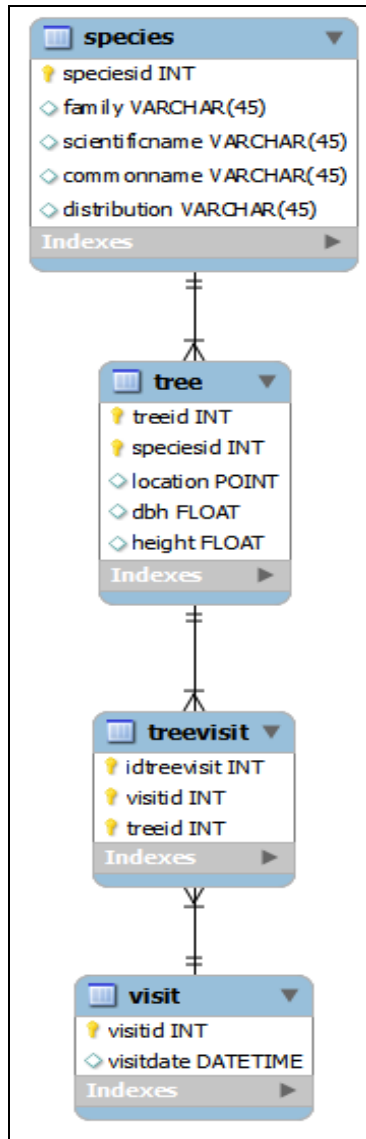 species
speciesid INT
family VARCHAR(45)
scientificname VARCHAR(45)
commonname VARCHAR(45)
distribution VARCHAR(45)
Indexes
tree
treeid INT
speciesid INT
location POINT
dbh FLOAT
height FLOAT
Indexes
treevisit
idtreevisit INT
visitid INT
treeid INT
Indexes
visit
visitid INT
visitdate DATETIME
Indexes